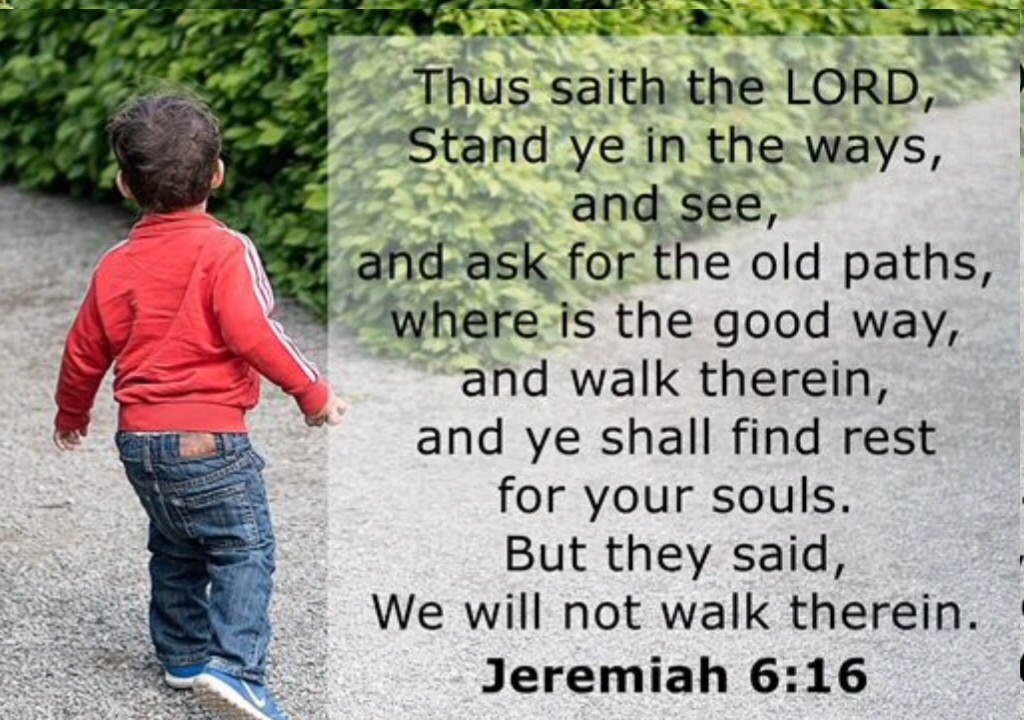 Thus saith the LORD,
Stand ye in the ways,
and see,
and ask for the old paths,
where is the good way,
and walk therein,
and ye shall find rest
for your souls.
But they said,
We will not walk therein.
Jeremiah 6:16